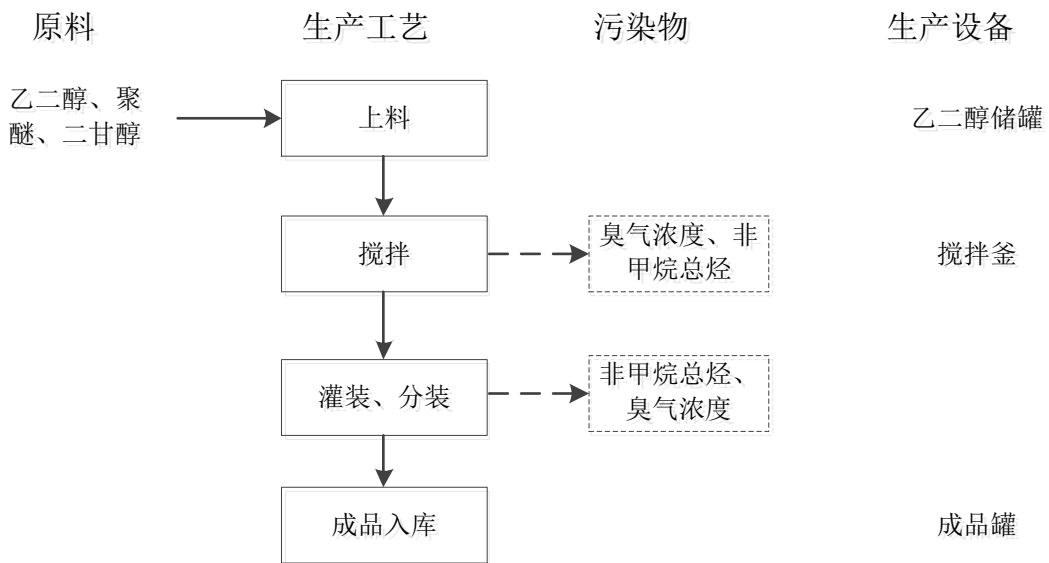 原料 生产工艺 污染物 生产设备
乙二醇、聚
醚、二甘醇
上料
乙二醇储罐
搅拌
臭气浓度、非
甲烷总烃
搅拌釜
灌装、分装
非甲烷总烃、
臭气浓度
成品入库
成品罐